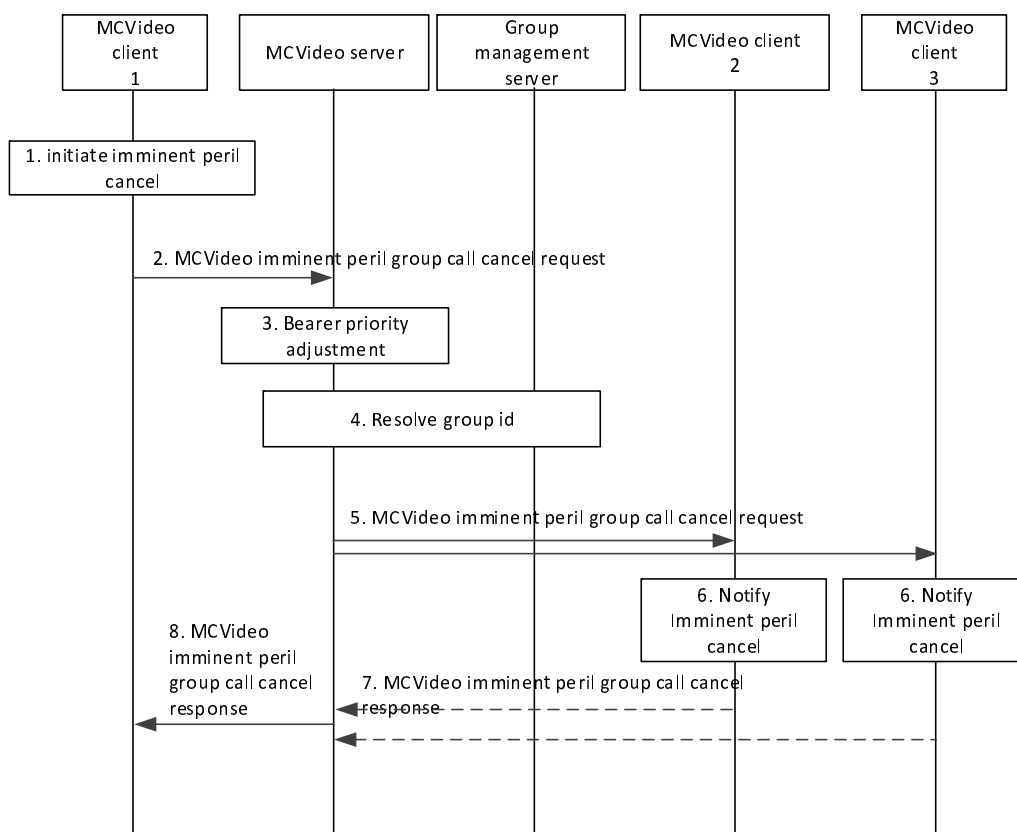 MCVideo
client
1
MCVideo server
Group
management
server
MCVideo client
2
MCVideo
client
3
1. initiate imminent peril
cancel
2. MCVideo imminent peril group call cancel request
3. Bearer priority
adjustment
4. Resolve group id
5. MCVideo imminent peril group call cancel request
6. Notify
Imminent peril
cancel
6. Notify
Imminent peril
cancel
8. MCVideo
imminent peril
group call cancel
response
7. MCVideo imminent peril group call cancel
response